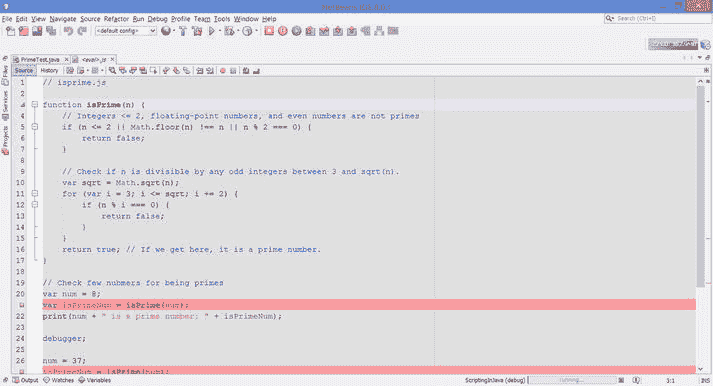 File Edit View Navigate Source Refactor Run Debug Profile Team Tools Window Help
Search (Ctrl+I)
<default config>
PrimeTest.java
<eval>.js
Source History
Files
Services
Projects
1 // isprime.js
2
function isPrime(n) {
4 // Integers <= 2, floating-point numbers, and even numbers are not primes
5 if (n <= 2 || Math.floor(n) !== n || n % 2 === 0) {
6 return false;
7 }
8
9 // Check if n is divisible by any odd integers between 3 and sqrt(n).
10 var sqrt = Math.sqrt(n);
11 for (var i = 3; i <= sqrt; i += 2) {
12 if (n % i === 0) {
13 return false;
14 }
15 }
16 return true; // If we get here, it is a prime number.
17 }
18
19 // Check few nubmers for being primes
20 var num = 8;
var isPrimeNum = isPrime(num);
22 print(num + " is a prime number: " + isPrimeNum);
23
24 debugger;
25
26 num = 37;
isPrimeNum = isPrime(num);
Output Watches Variables
ScriptingInJava (debug)
running...
3:1
INS